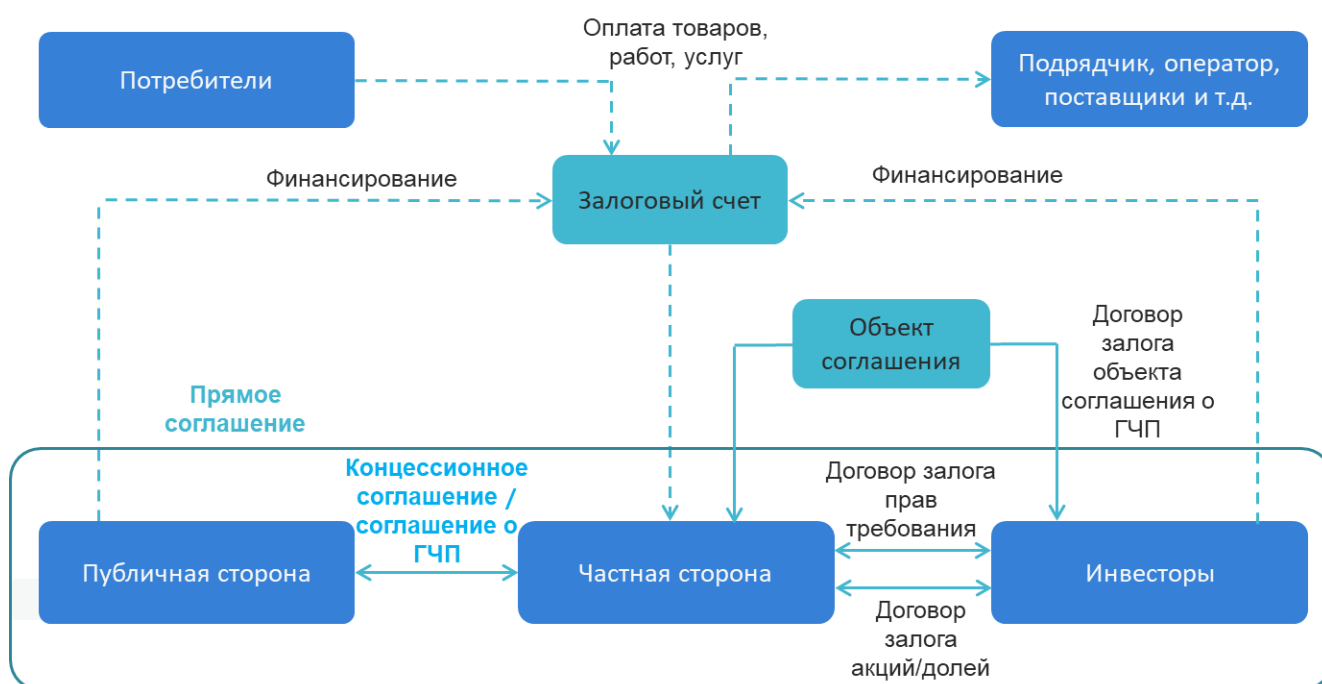 Оплата товаров,
работ, услуг
Потребители
Подрядчик, оператор,
поставщики и т.д.
Финансирование
Залоговый счет
Финансирование
Объект
соглашения
Договор
залога
объекта
соглашения о
ГЧП
Прямое
соглашение
Концессионное
соглашение /
соглашение о
ГЧП
Договор залога
прав
требования
Публичная сторона
Частная сторона
Инвесторы
Договор
залога
акций/долей